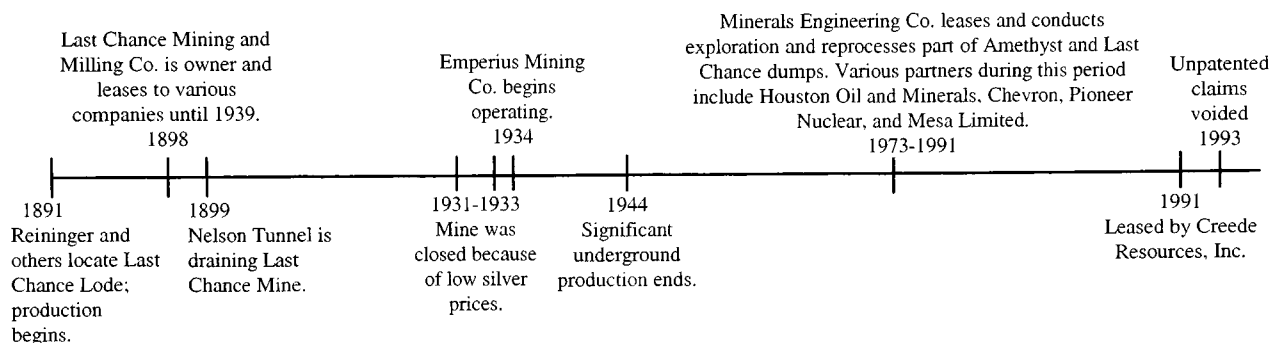 Last Chance Mining and
Milling Co. is owner and
leases to various
companies until 1939.
1898
Emperius Mining
Co. begins
operating.
1934
Minerals Engineering Co. leases and conducts
exploration and reprocesses part of Amethyst and Last
Chance dumps. Various partners during this period
include Houston Oil and Minerals, Chevron, Pioneer
Nuclear, and Mesa Limited.
1973-1991
Unpatented
claims
voided
1993
1891
Reininger and
others locate Last
Chance Lode;
production
begins.
1899
Nelson Tunnel is
draining Last
Chance Mine.
1931-1933
Mine was
closed because
of low silver
prices.
1944
Significant
underground
production ends.
1991
Leased by Creede
Resources, Inc.